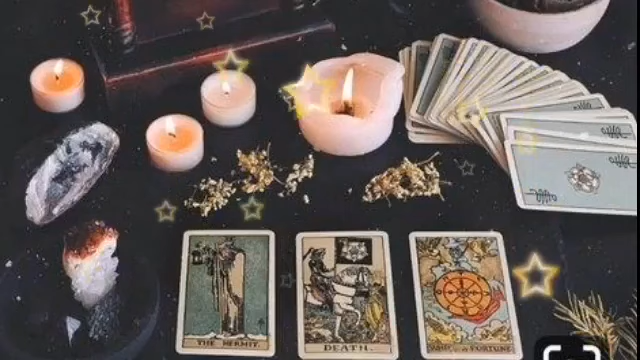 THE HERMIT.
DEATH.
WHEEL of FORTUNE.